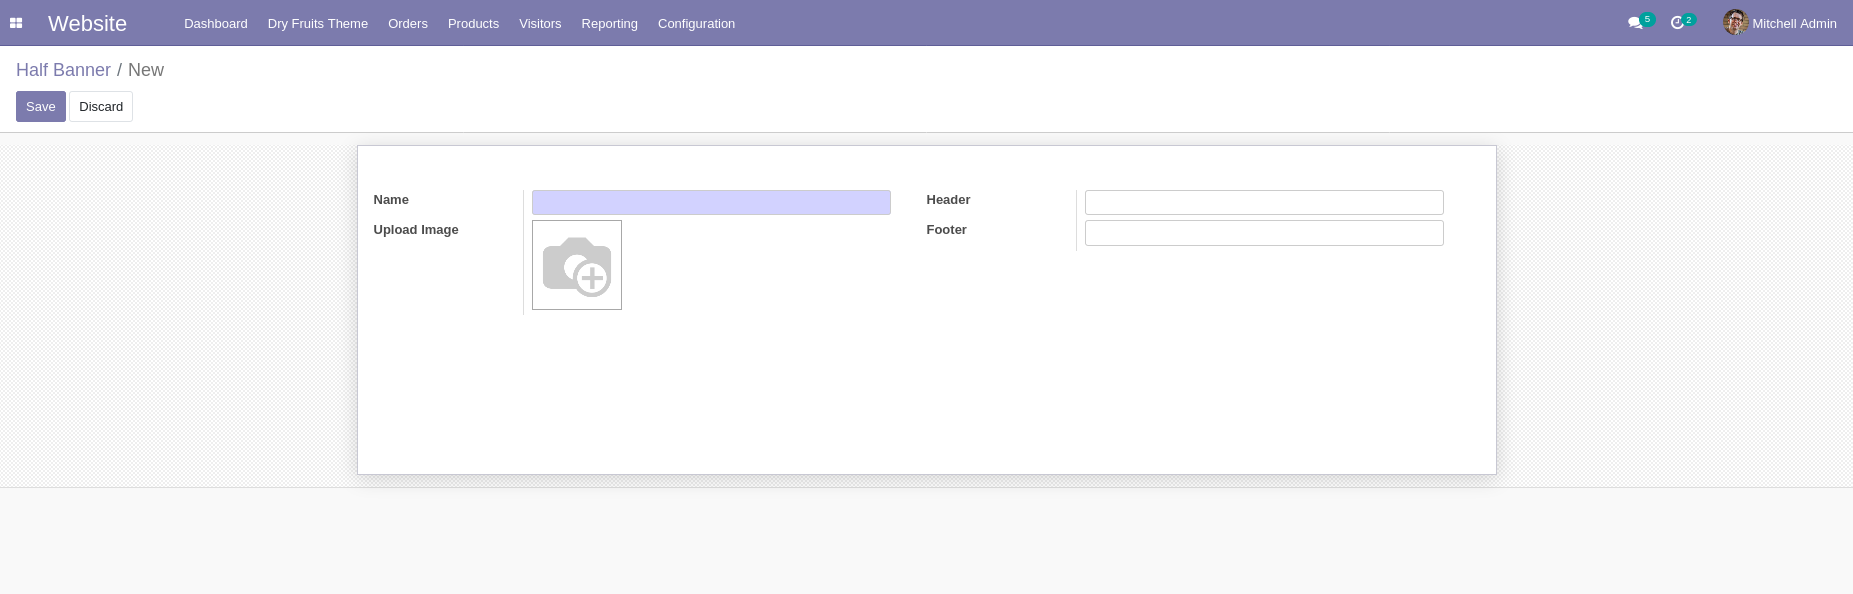 Website Dashboard Dry Fruits Theme Orders Products Visitors Reporting Configuration 5 2 Mitchell Admin
Half Banner / New
Save Discard
Name Header
Upload Image Footer